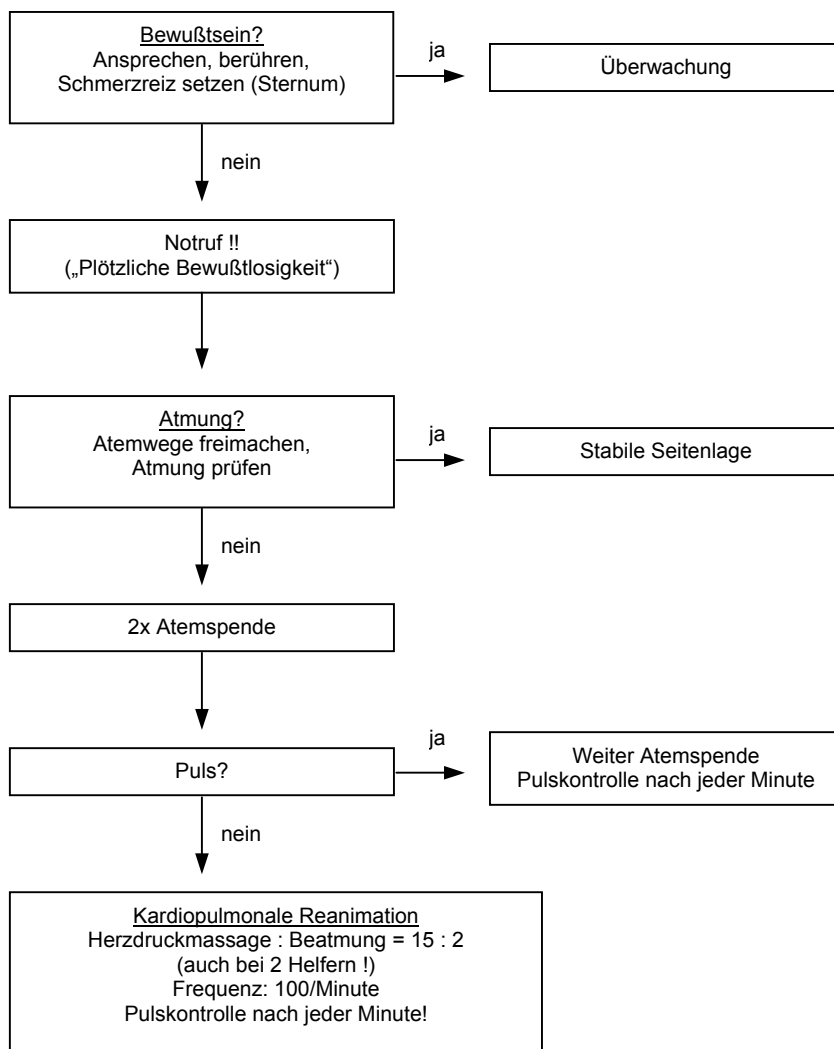 Bewußtsein?
Ansprechen, berühren,
Schmerzreiz setzen (Sternum)
ja
Überwachung
nein
Notruf !!
(„Plötzliche Bewußtlosigkeit“)
Atmung?
Atemwege freimachen,
Atmung prüfen
ja
Stabile Seitenlage
nein
2x Atemspende
Puls?
ja
Weiter Atemspende
Pulskontrolle nach jeder Minute
nein
Kardiopulmonale Reanimation
Herzdruckmassage : Beatmung = 15 : 2
(auch bei 2 Helfern !)
Frequenz: 100/Minute
Pulskontrolle nach jeder Minute!